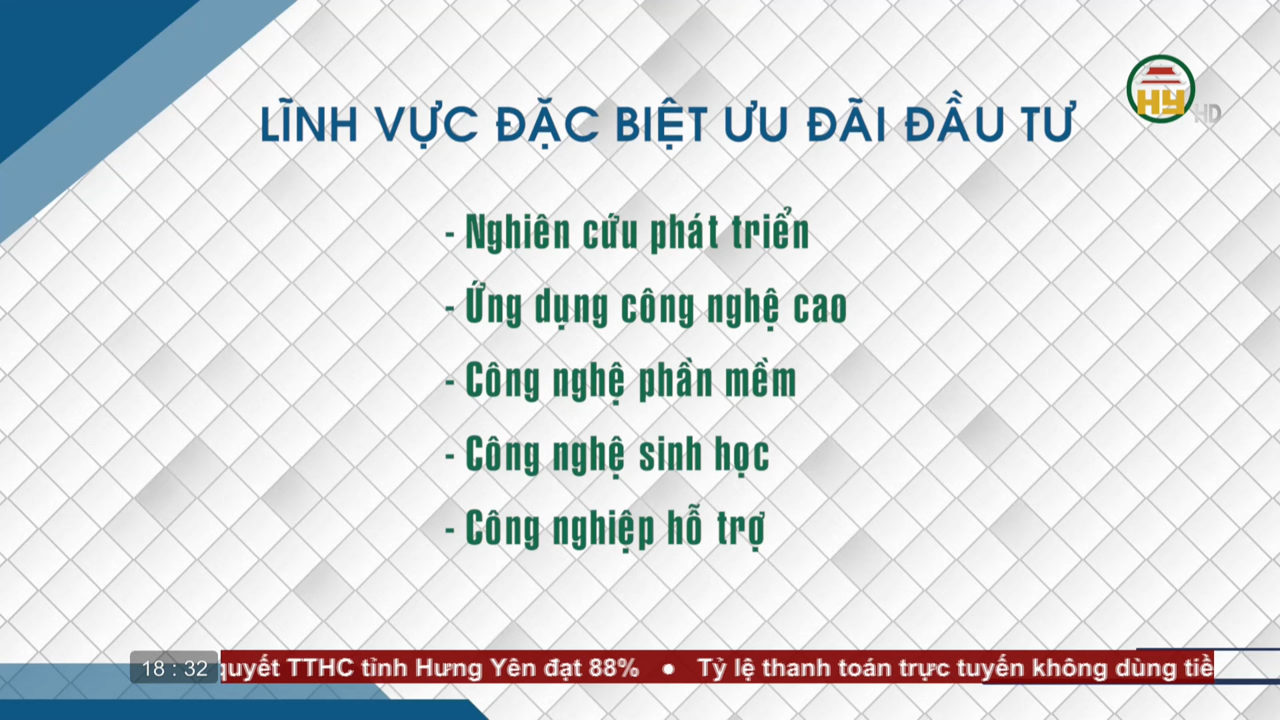 HY HD
LĨNH VỰC ĐẶC BIỆT ƯU ĐÃI ĐẦU TƯ
- Nghiên cứu phát triển
- Ứng dụng công nghệ cao
- Công nghệ phần mềm
- Công nghệ sinh học
- Công nghiệp hỗ trợ
18 : 32 quyết TTHC tỉnh Hưng Yên đạt 88% ● Tỷ lệ thanh toán trực tuyến không dùng tiề